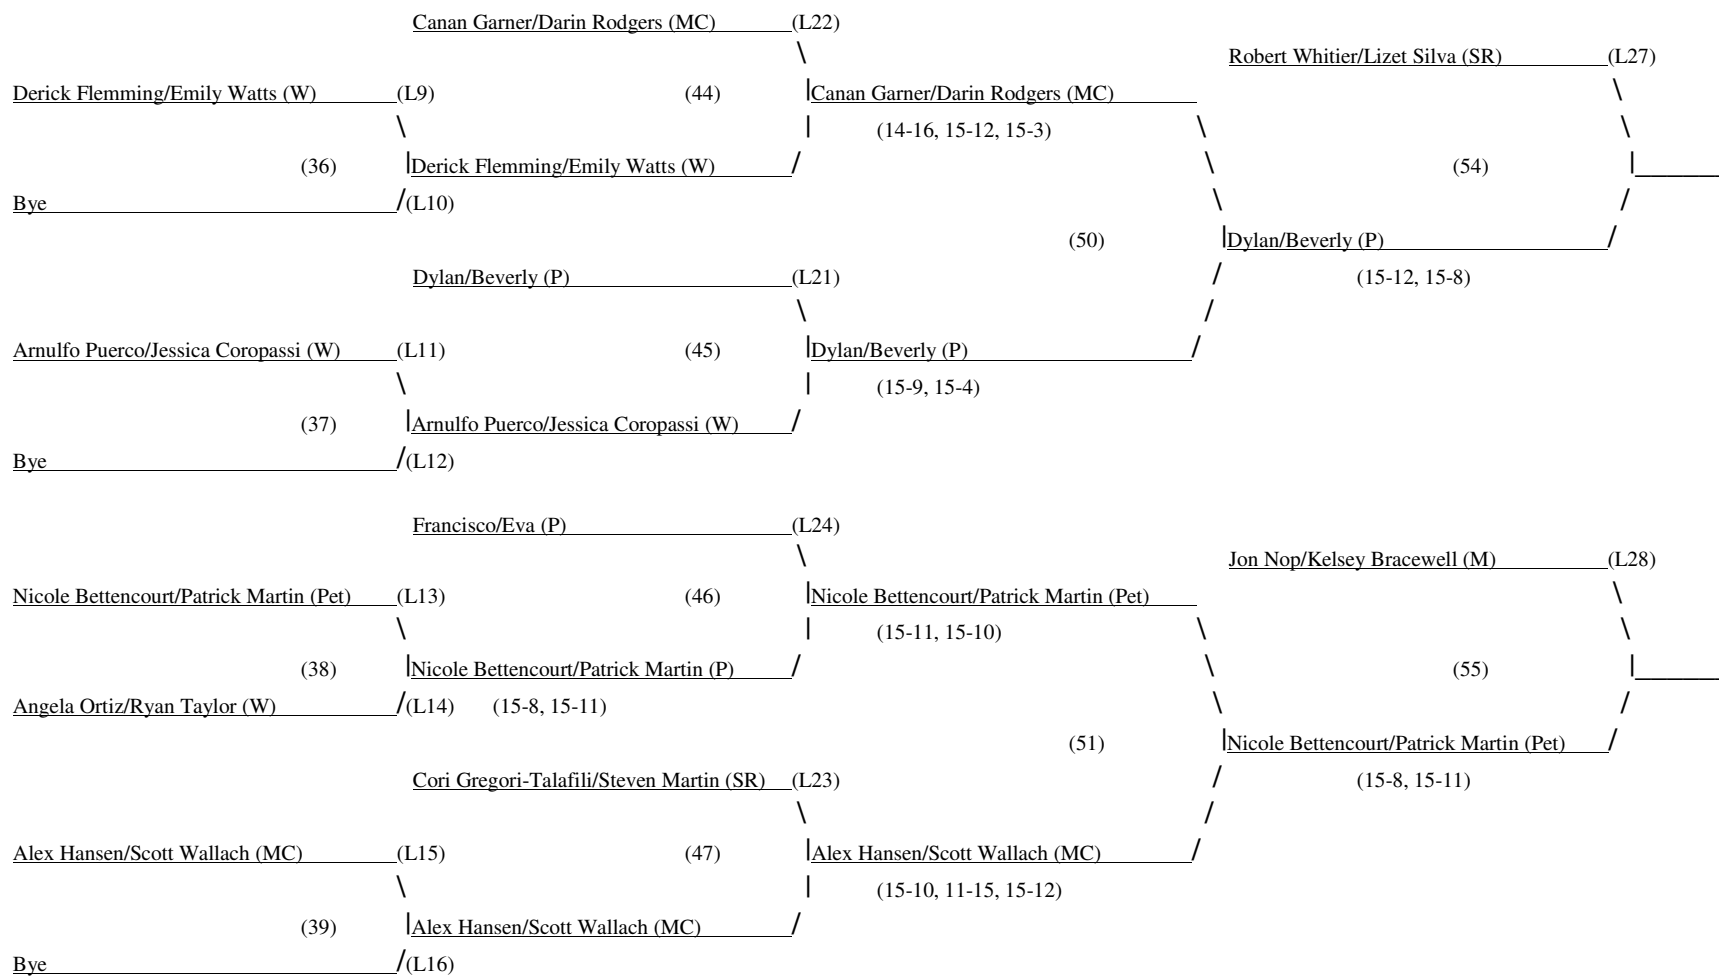 Canan Garner/Darin Rodgers (MC) (L22)
Robert Whitier/Lizet Silva (SR) (L27)
Derick Flemming/Emily Watts (W) (L9) (44) Canan Garner/Darin Rodgers (MC)
(14-16, 15-12, 15-3)
(36) Derick Flemming/Emily Watts (W) (54)
Bye (L10)
(50) Dylan/Beverly (P)
Dylan/Beverly (P) (L21) (15-12, 15-8)
Arnulfo Puerco/Jessica Coropassi (W) (L11) (45) Dylan/Beverly (P)
(15-9, 15-4)
(37) Arnulfo Puerco/Jessica Coropassi (W)
Bye (L12)
Francisco/Eva (P) (L24)
Jon Nop/Kelsey Bracewell (M) (L28)
Nicole Bettencourt/Patrick Martin (Pet) (L13) (46) Nicole Bettencourt/Patrick Martin (Pet)
(15-11, 15-10)
(38) Nicole Bettencourt/Patrick Martin (P) (55)
Angela Ortiz/Ryan Taylor (W) (L14) (15-8, 15-11)
(51) Nicole Bettencourt/Patrick Martin (Pet)
Cori Gregori-Talafili/Steven Martin (SR) (L23) (15-8, 15-11)
Alex Hansen/Scott Wallach (MC) (L15) (47) Alex Hansen/Scott Wallach (MC)
(15-10, 11-15, 15-12)
(39) Alex Hansen/Scott Wallach (MC)
Bye (L16)